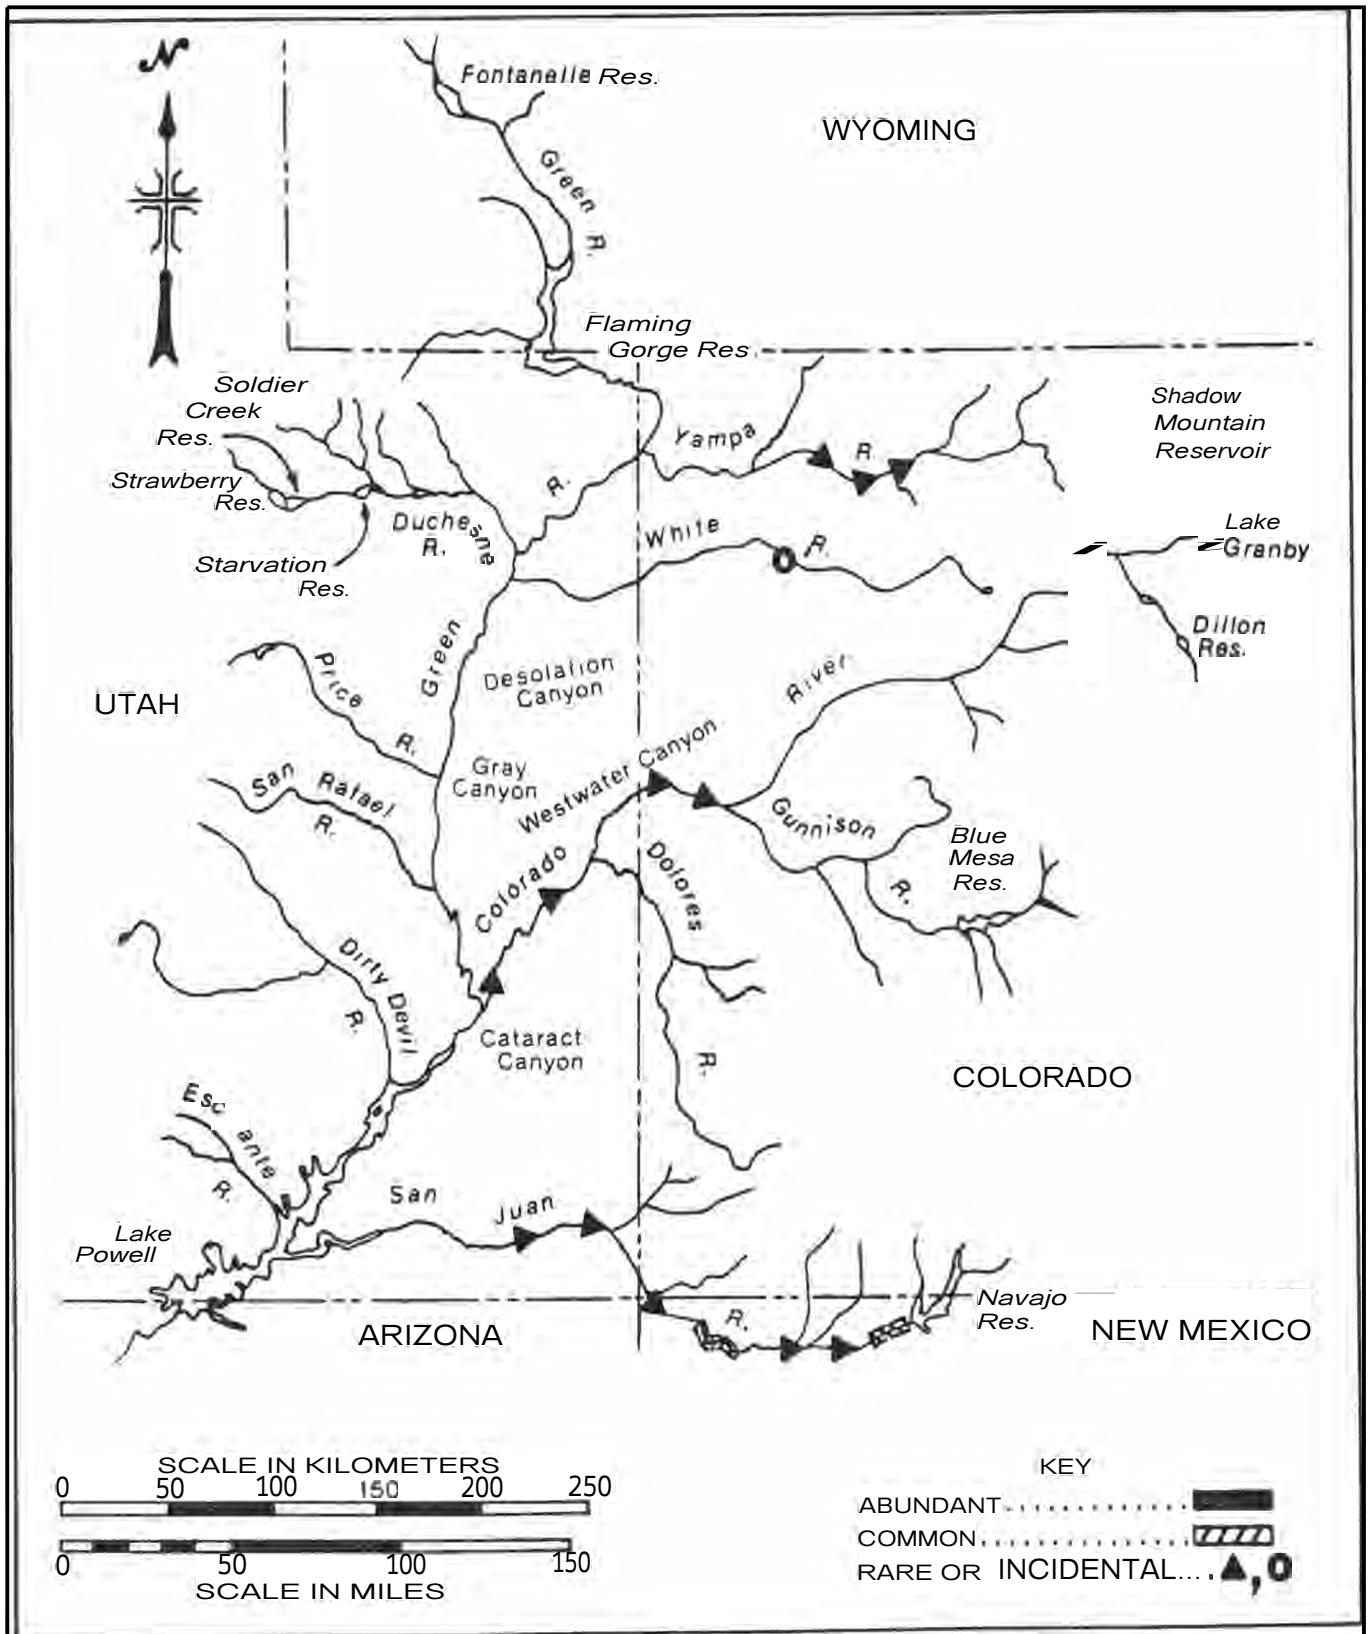 N
Fontanelle Res.
WYOMING
Green R.
Flaming
Gorge Res
Soldier
Creek
Res.
Strawberry
Res.
Starvation
Res.
Duchesne
R.
R.
Yampa R
Shadow
Mountain
Reservoir
White R.
Lake
Granby
Dillon
Res.
UTAH
Price R.
Green
Desolation
Canyon
River
San Rafael
R.
Gray
Canyon
Westwater Canyon
Gunnison
R.
Blue
Mesa
Res.
Colorado
Dolores
R.
Dirty Devil
R.
Cataract
Canyon
COLORADO
Esc ante
R.
San Juan
R.
Lake
Powell
ARIZONA
Navajo
Res.
NEW MEXICO
SCALE IN KILOMETERS
0 50 100 150 200 250
0 50 100 150
SCALE IN MILES
KEY
ABUNDANT..............
COMMON................
RARE OR INCIDENTAL... . ,